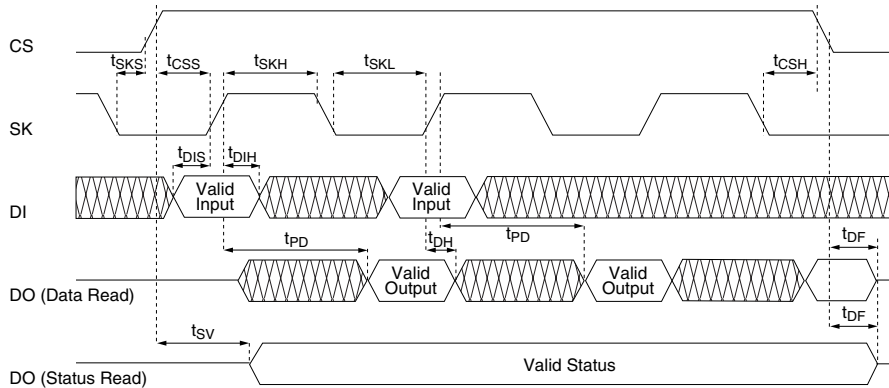 CS
tSKS
tCSS
tSKH
tSKL
tCSH
SK
tDIS
tDIH
DI
Valid
Input
Valid
Input
tPD
tDH
tPD
tDF
DO (Data Read)
Valid
Output
Valid
Output
tSV
tDF
DO (Status Read)
Valid Status